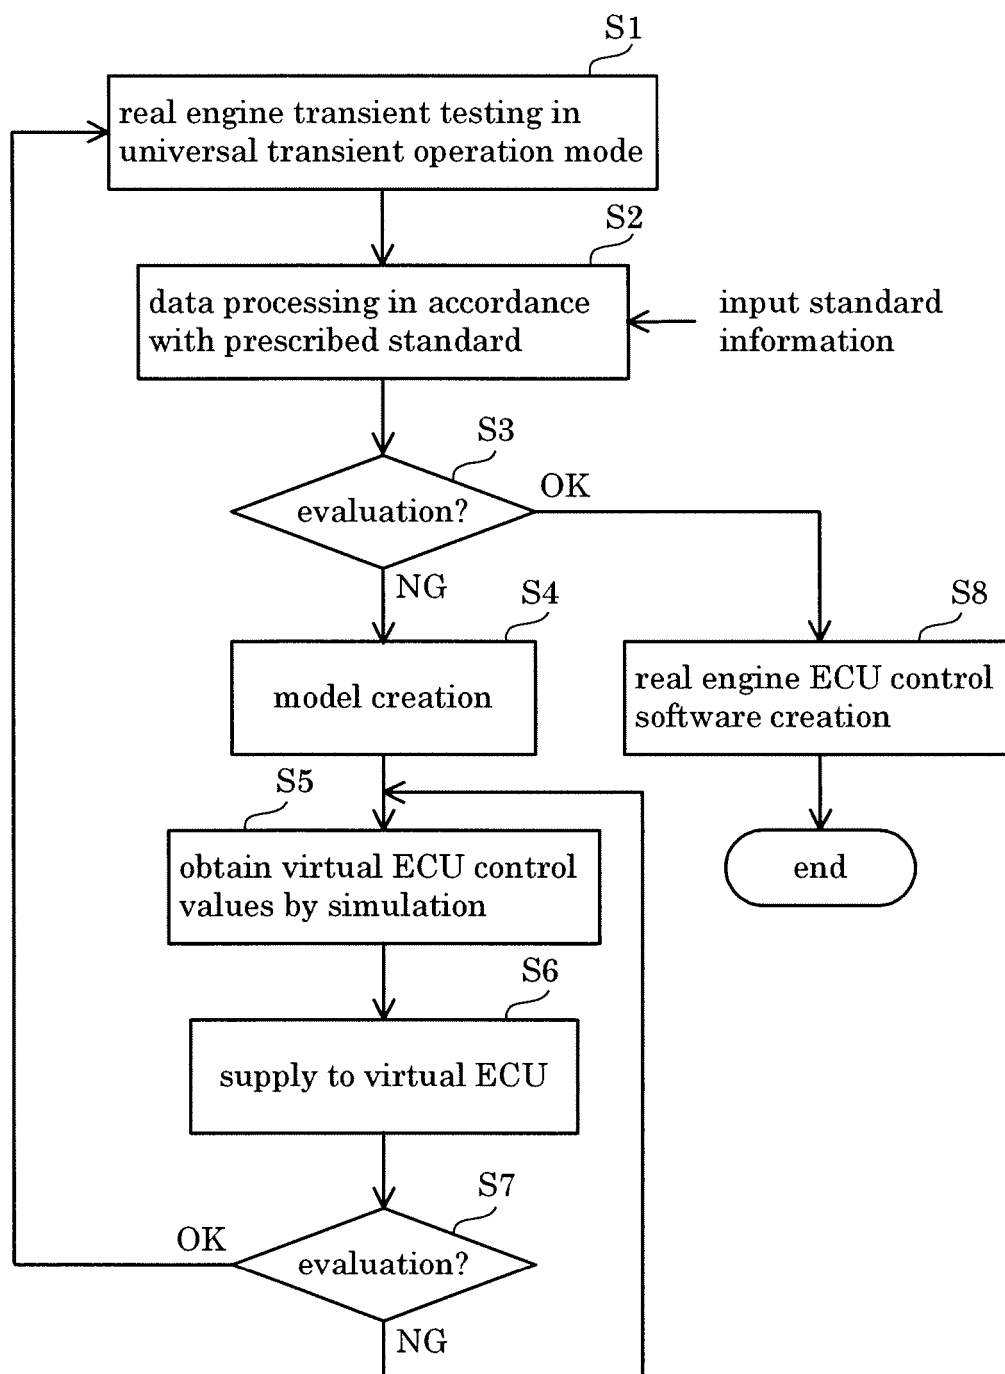 S1
real engine transient testing in
universal transient operation mode
S2
data processing in accordance
with prescribed standard
input standard
information
S3
evaluation?
OK
NG
S4
model creation
S8
real engine ECU control
software creation
S5
obtain virtual ECU control
values by simulation
end
S6
supply to virtual ECU
S7
evaluation?
OK
NG